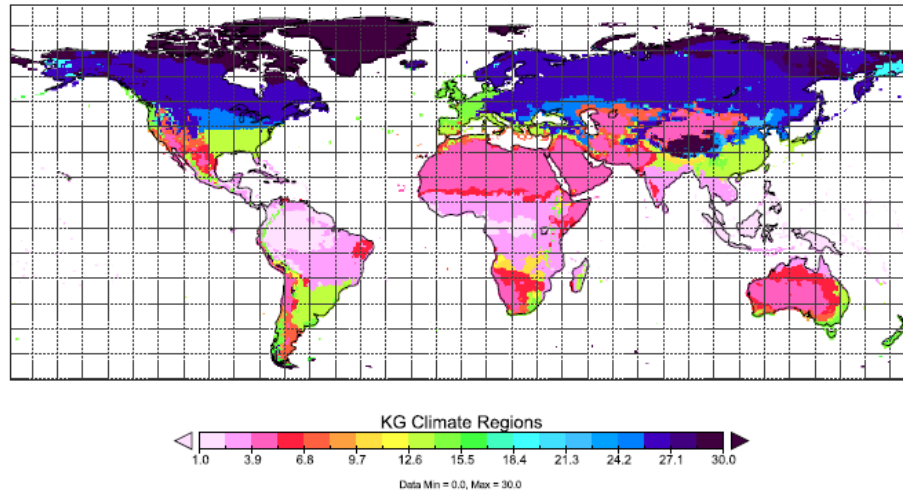 KG Climate Regions
1.0 3.9 6.8 9.7 12.6 15.5 18.4 21.3 24.2 27.1 30.0
Data Min = 0.0, Max = 30.0